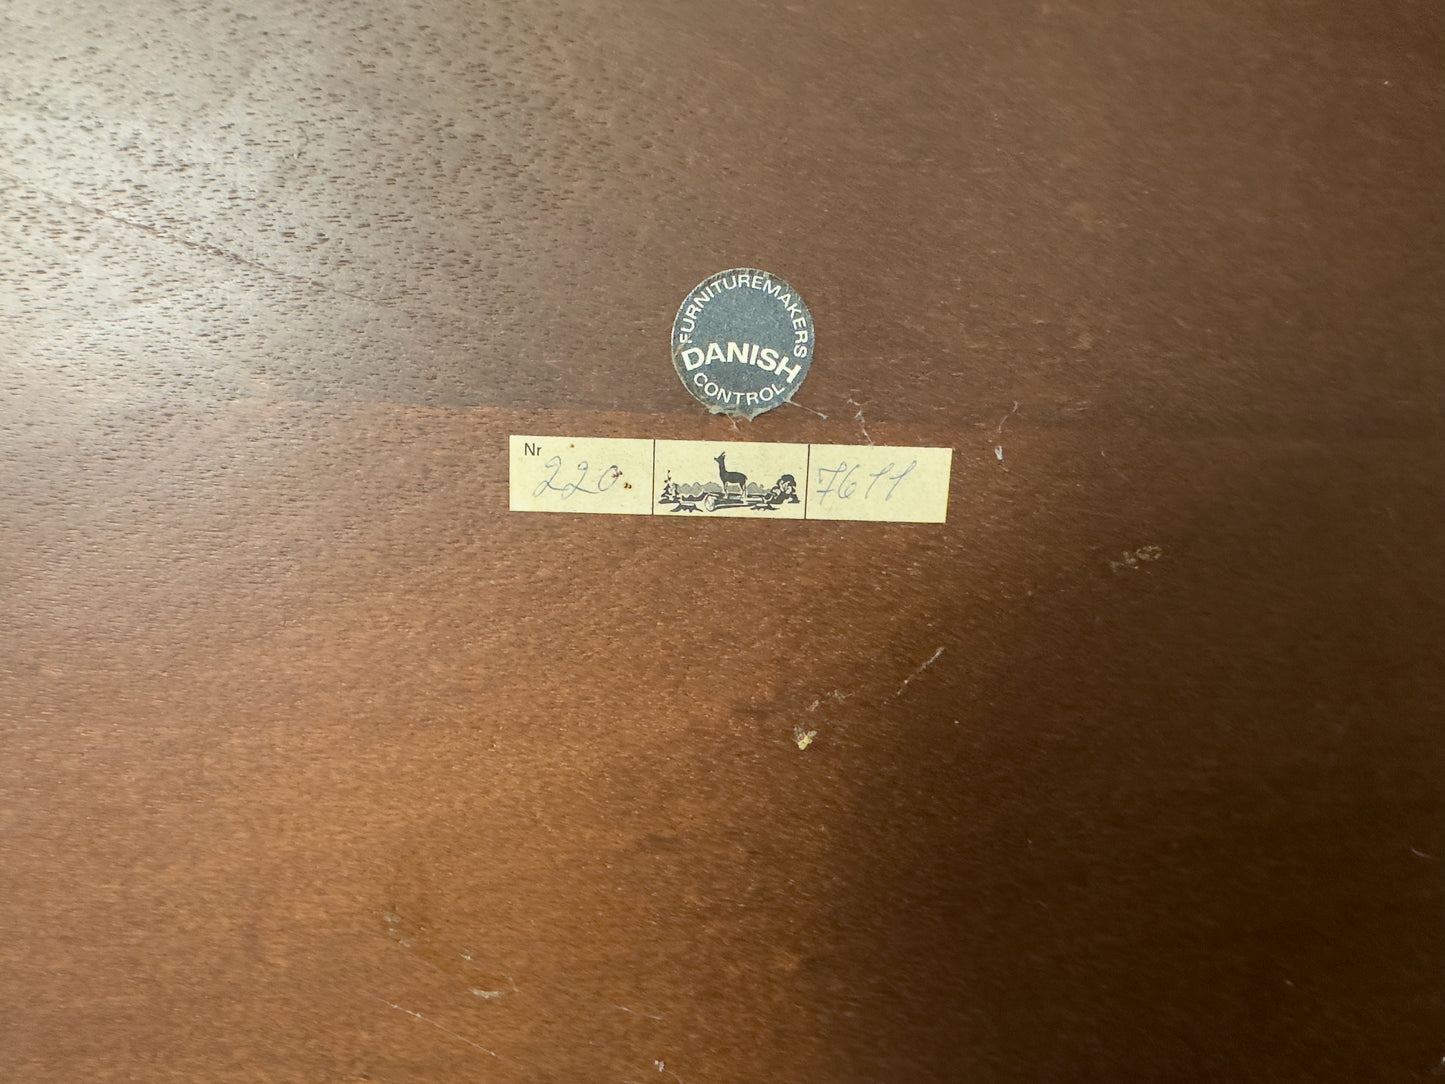 FURNITUREMAKERS
DANISH
CONTROL
Nr 220 7611